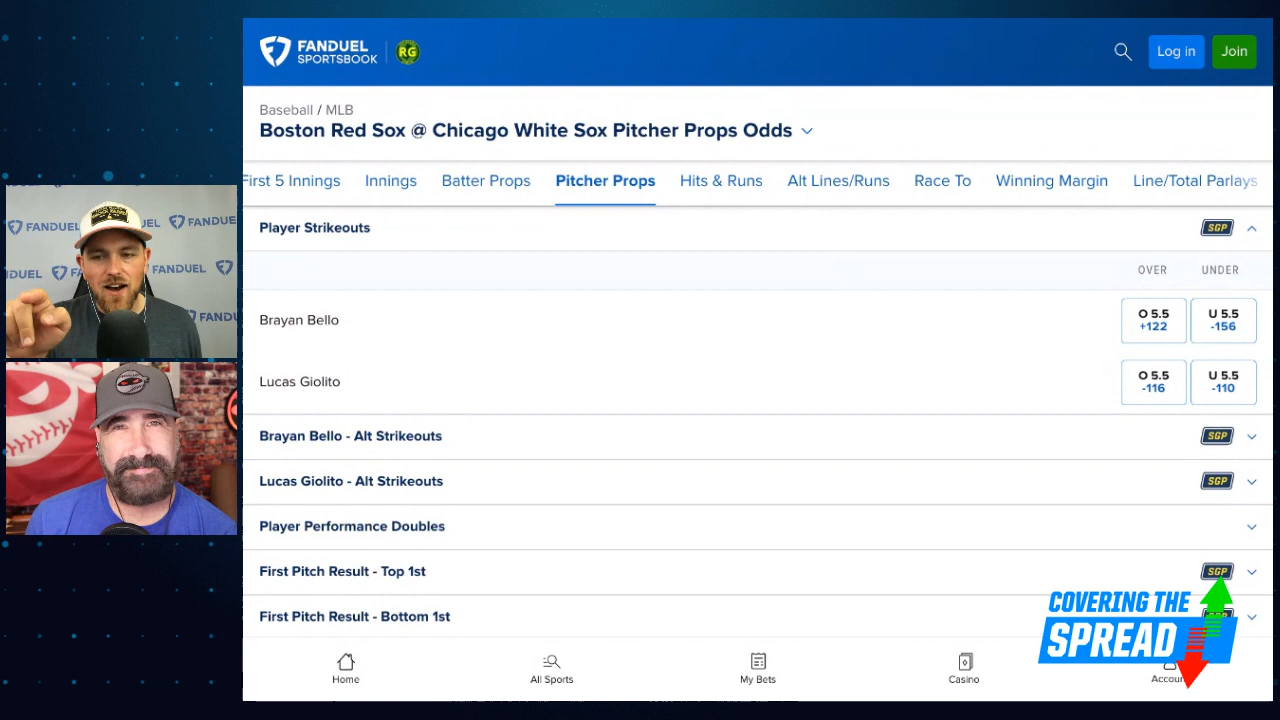 FANDUEL
SPORTSBOOK
RG
Log in
Join
Baseball / MLB
Boston Red Sox @ Chicago White Sox Pitcher Props Odds
First 5 Innings
Innings
Batter Props
Pitcher Props
Hits & Runs
Alt Lines/Runs
Race To
Winning Margin
Line/Total Parlays
Player Strikeouts
SGP
OVER
UNDER
Brayan Bello
O 5.5
+122
U 5.5
-156
Lucas Giolito
O 5.5
-116
U 5.5
-110
Brayan Bello - Alt Strikeouts
SGP
Lucas Giolito - Alt Strikeouts
SGP
Player Performance Doubles
First Pitch Result - Top 1st
SGP
First Pitch Result - Bottom 1st
COVERING THE
SPREAD
Home
All Sports
My Bets
Casino
Accoun
FANDUEL
FANDUE
FANDUEL